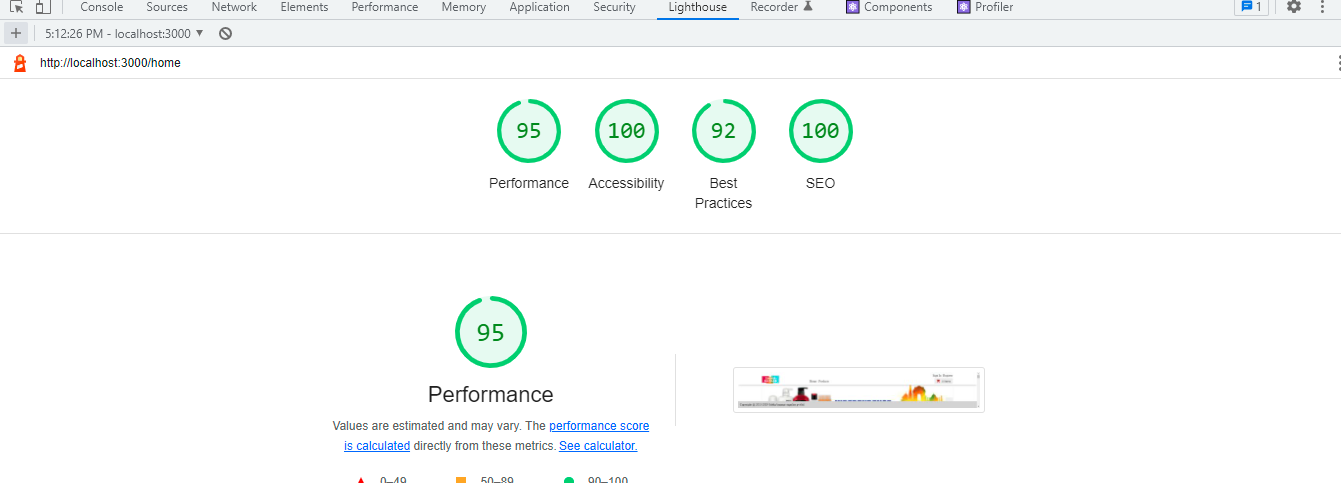 Console Sources Network Elements Performance Memory Application Security Lighthouse Recorder Components Profiler 1
5:12:26 PM - localhost:3000
http://localhost:3000/home
95 100 92 100
Performance Accessibility Best Practices SEO
95
Performance
Values are estimated and may vary. The performance score
is calculated directly from these metrics. See calculator.
0–49 50–89 90–100